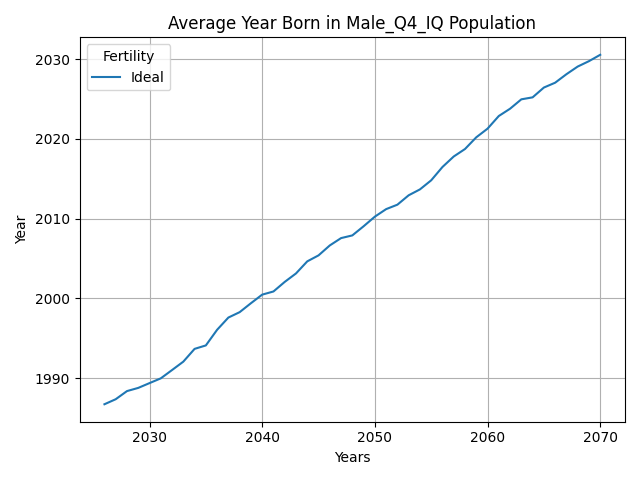 Average Year Born in Male_Q4_IQ Population
Fertility
Ideal
Year
2030
2020
2010
2000
1990
2030 2040 2050 2060 2070
Years